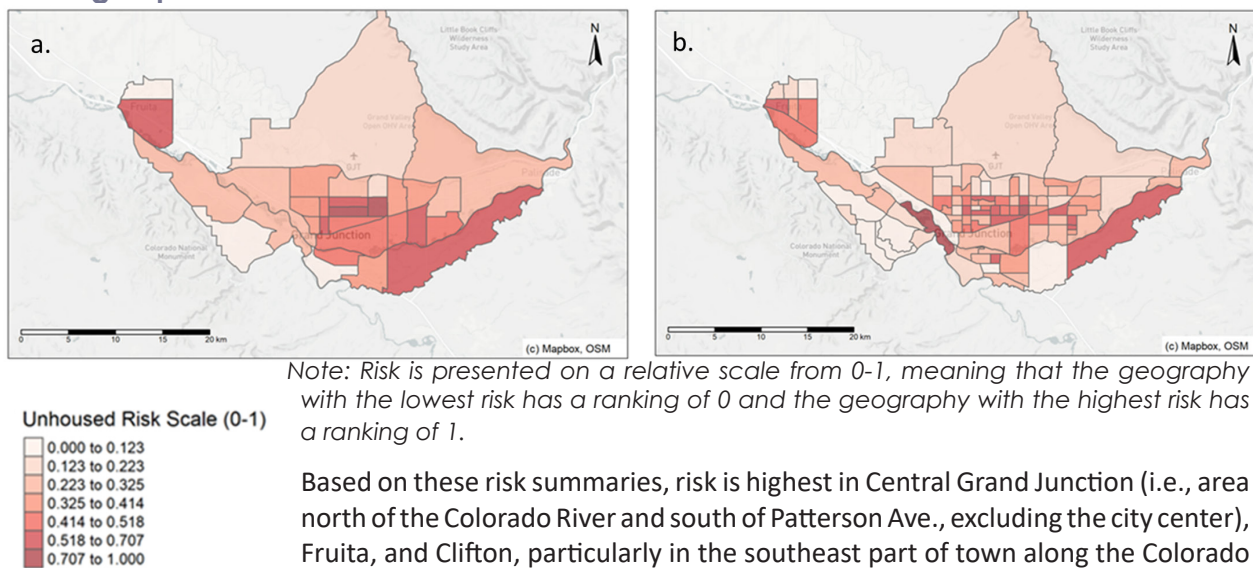 a.
N
Little Book Cliffs
Wilderness
Study Area
Fruita
Grand Valley
Open OHV Area
BJT
Palisade
Grand Junction
Colorado National
Monument
0 5 10 15 20 km
(c) Mapbox, OSM
b.
N
Little Book Cliffs
Wilderness
Study Area
Fruita
Grand Valley
Open OHV Area
BJT
Palisade
Grand Junction
Colorado National
Monument
0 5 10 15 20 km
(c) Mapbox, OSM
Note: Risk is presented on a relative scale from 0-1, meaning that the geography
with the lowest risk has a ranking of 0 and the geography with the highest risk has
a ranking of 1.
Unhoused Risk Scale (0-1)
0.000 to 0.123
0.123 to 0.223
0.223 to 0.325
0.325 to 0.414
0.414 to 0.518
0.518 to 0.707
0.707 to 1.000
Based on these risk summaries, risk is highest in Central Grand Junction (i.e., area
north of the Colorado River and south of Patterson Ave., excluding the city center),
Fruita, and Clifton, particularly in the southeast part of town along the Colorado